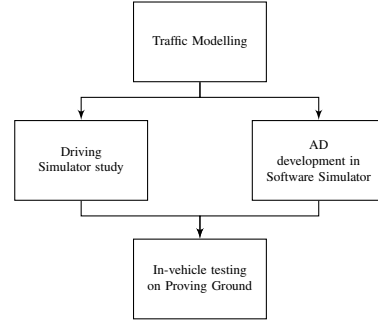 Traffic Modelling
Driving
Simulator study
AD
development in
Software Simulator
In-vehicle testing
on Proving Ground